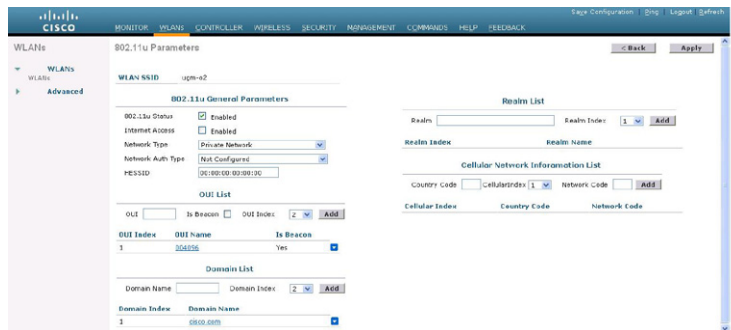 Save Configuration | Ping | Logout | Refresh
CISCO
MONITOR WLANs CONTROLLER WIRELESS SECURITY MANAGEMENT COMMANDS HELP FEEDBACK
WLANs
802.11u Parameters
< Back
Apply
WLANs
WLANs
Advanced
WLAN SSID ugm-o2
802.11u General Parameters
802.11u Status Enabled
Internet Access Enabled
Network Type Private Network
Network Auth Type Not Configured
HESSID 00:00:00:00:00:00
OUI List
OUI Is Beacon OUI Index 2 Add
OUI Index OUI Name Is Beacon
1 004096 Yes
Domain List
Domain Name Domain Index 2 Add
Domain Index Domain Name
1 cisco.com
Realm List
Realm Realm Index 1 Add
Realm Index Realm Name
Cellular Network Inforamation List
Country Code CellularIndex 1 Network Code Add
Cellular Index Country Code Network Code